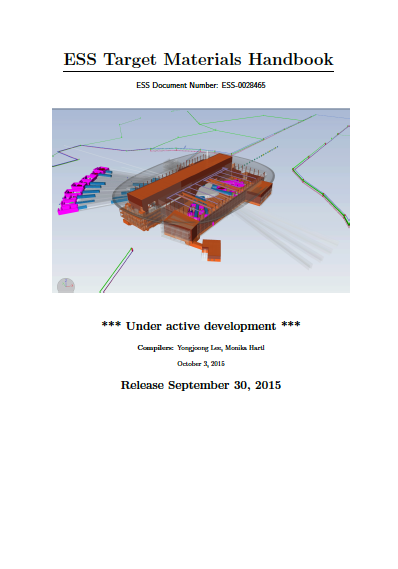 ESS Target Materials Handbook
ESS Document Number: ESS-0028465
*** Under active development ***
Compilers: Yongjoong Lee, Monika Hartl
October 3, 2015
Release September 30, 2015